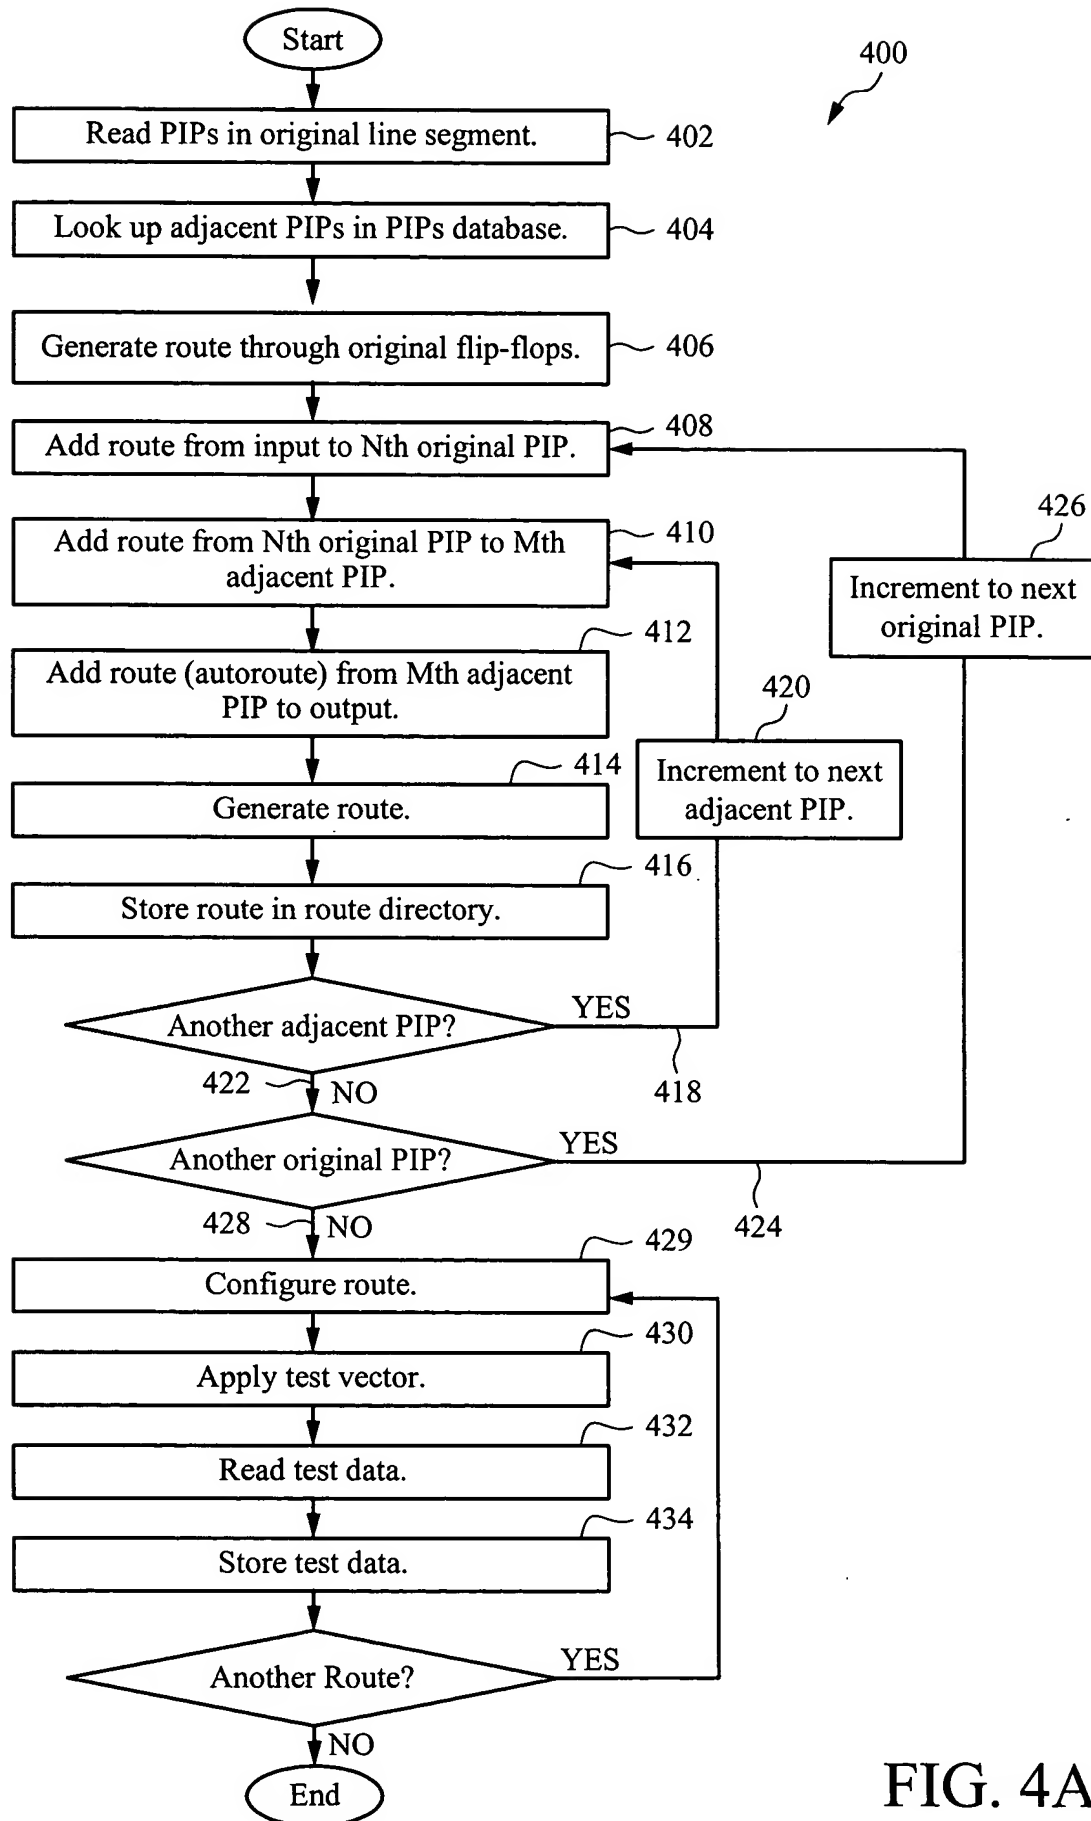 Start
400
Read PIPs in original line segment.
402
Look up adjacent PIPs in PIPs database.
404
Generate route through original flip-flops.
406
Add route from input to Nth original PIP.
408
Add route from Nth original PIP to Mth
adjacent PIP.
410
426
Increment to next
original PIP.
412
Add route (autoroute) from Mth adjacent
PIP to output.
420
Increment to next
adjacent PIP.
414
Generate route.
416
Store route in route directory.
Another adjacent PIP?
YES
418
422
NO
Another original PIP?
YES
424
428
NO
429
Configure route.
430
Apply test vector.
432
Read test data.
434
Store test data.
Another Route?
YES
NO
End
FIG. 4A